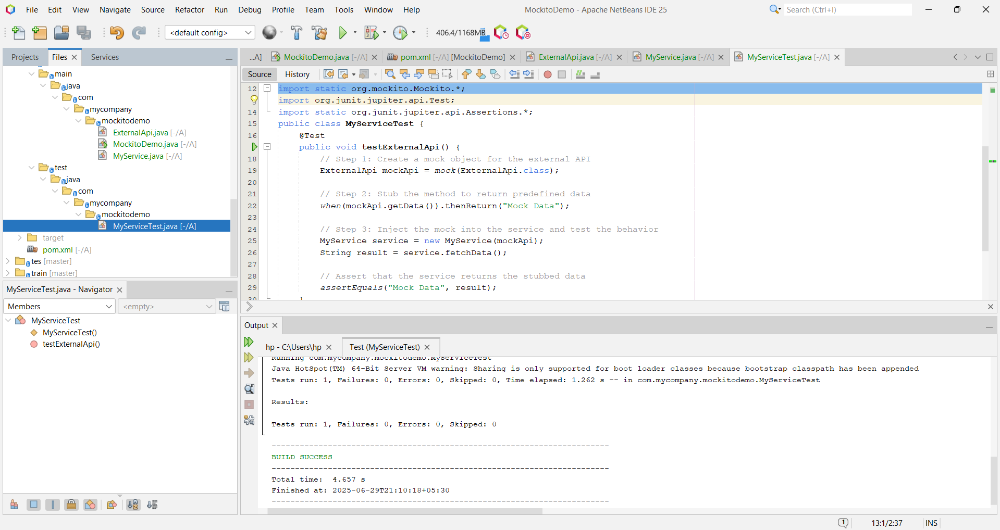 File Edit View Navigate Source Refactor Run Debug Profile Team Tools Window Help
MockitoDemo - Apache NetBeans IDE 25
Search (Ctrl+I)
<default config>
406.4/1168MB
Projects Files Services
main
java
com
mycompany
mockitodemo
ExternalApi.java [-/A]
MockitoDemo.java [-/A]
MyService.java [-/A]
test
java
com
mycompany
mockitodemo
MyServiceTest.java [-/A]
target
pom.xml [-/A]
tes [master]
train [master]
MyServiceTest.java - Navigator
Members
<empty>
MyServiceTest
MyServiceTest()
testExternalApi()
...A] MockitoDemo.java [-/A] pom.xml [-/A] [MockitoDemo] ExternalApi.java [-/A] MyService.java [-/A] MyServiceTest.java [-/A]
Source History
12 import static org.mockito.Mockito.*;
import org.junit.jupiter.api.Test;
14 import static org.junit.jupiter.api.Assertions.*;
15 public class MyServiceTest {
16 @Test
public void testExternalApi() {
18 // Step 1: Create a mock object for the external API
19 ExternalApi mockApi = mock(ExternalApi.class);
20
21 // Step 2: Stub the method to return predefined data
22 when(mockApi.getData()).thenReturn("Mock Data");
23
24 // Step 3: Inject the mock into the service and test the behavior
25 MyService service = new MyService(mockApi);
26 String result = service.fetchData();
27
28 // Assert that the service returns the stubbed data
29 assertEquals("Mock Data", result);
30 }
Output
hp - C:\Users\hp Test (MyServiceTest)
Running com.mycompany.mockitodemo.MyServiceTest
Java HotSpot(TM) 64-Bit Server VM warning: Sharing is only supported for boot loader classes because bootstrap classpath has been appended
Tests run: 1, Failures: 0, Errors: 0, Skipped: 0, Time elapsed: 1.262 s -- in com.mycompany.mockitodemo.MyServiceTest
Results:
Tests run: 1, Failures: 0, Errors: 0, Skipped: 0
------------------------------------------------------------------------
BUILD SUCCESS
------------------------------------------------------------------------
Total time:  4.657 s
Finished at: 2025-06-29T21:10:18+05:30
------------------------------------------------------------------------
1 13:1/2:37 INS